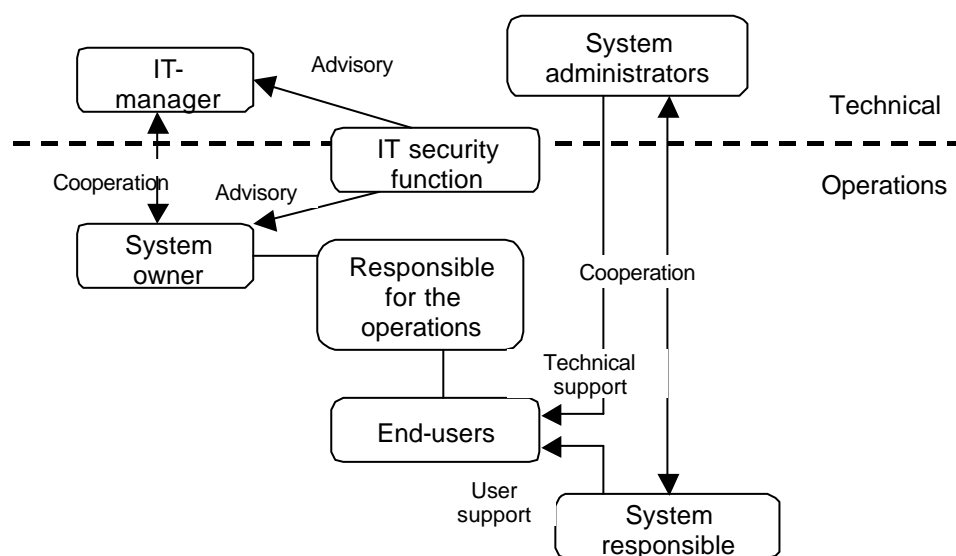 System
administrators
IT-
manager
Advisory
Technical
IT security
function
Cooperation
Advisory
Operations
System
owner
Responsible
for the
operations
Cooperation
Technical
support
End-users
User
support
System
responsible